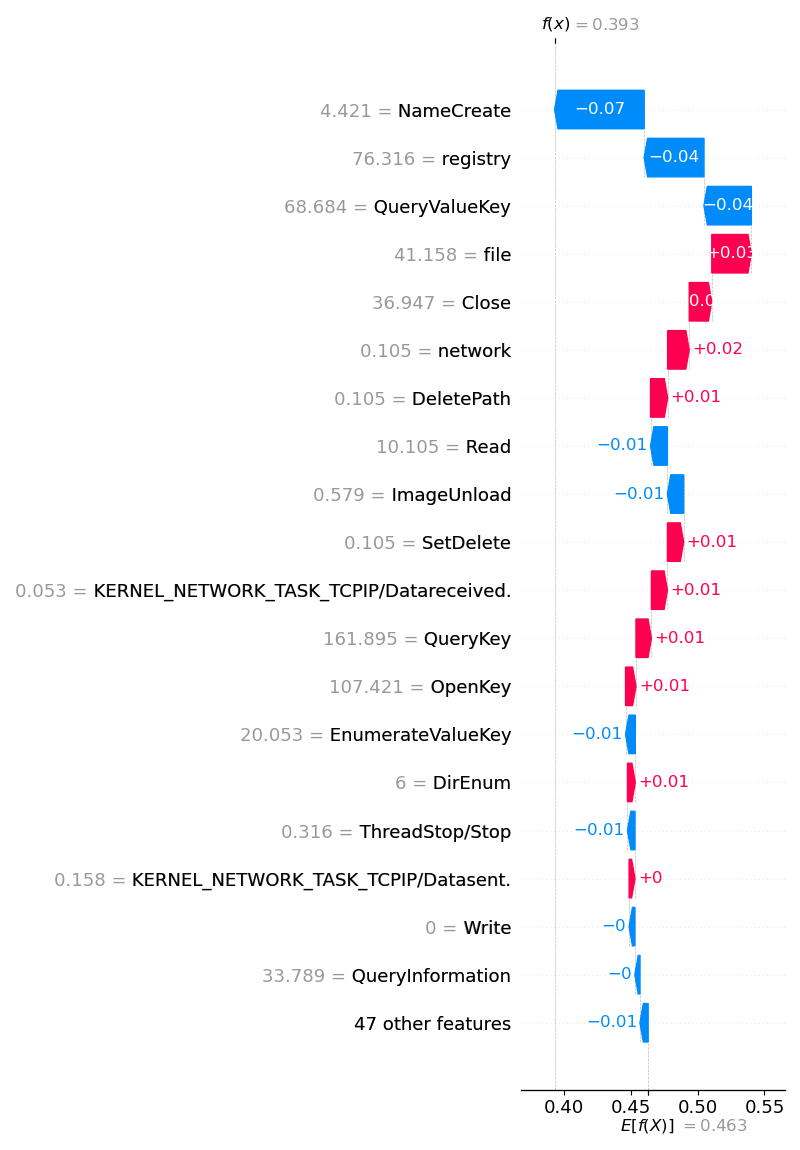 f(x) = 0.393
4.421 = NameCreate −0.07
76.316 = registry −0.04
68.684 = QueryValueKey −0.04
41.158 = file +0.03
36.947 = Close
0.105 = network +0.02
0.105 = DeletePath +0.01
10.105 = Read −0.01
0.579 = ImageUnload −0.01
0.105 = SetDelete +0.01
0.053 = KERNEL_NETWORK_TASK_TCPIP/Datareceived. +0.01
161.895 = QueryKey +0.01
107.421 = OpenKey +0.01
20.053 = EnumerateValueKey −0.01
6 = DirEnum +0.01
0.316 = ThreadStop/Stop −0.01
0.158 = KERNEL_NETWORK_TASK_TCPIP/Datasent. +0
0 = Write −0
33.789 = QueryInformation −0
47 other features −0.01
0.40 0.45 0.50 0.55
E[f(X)] = 0.463